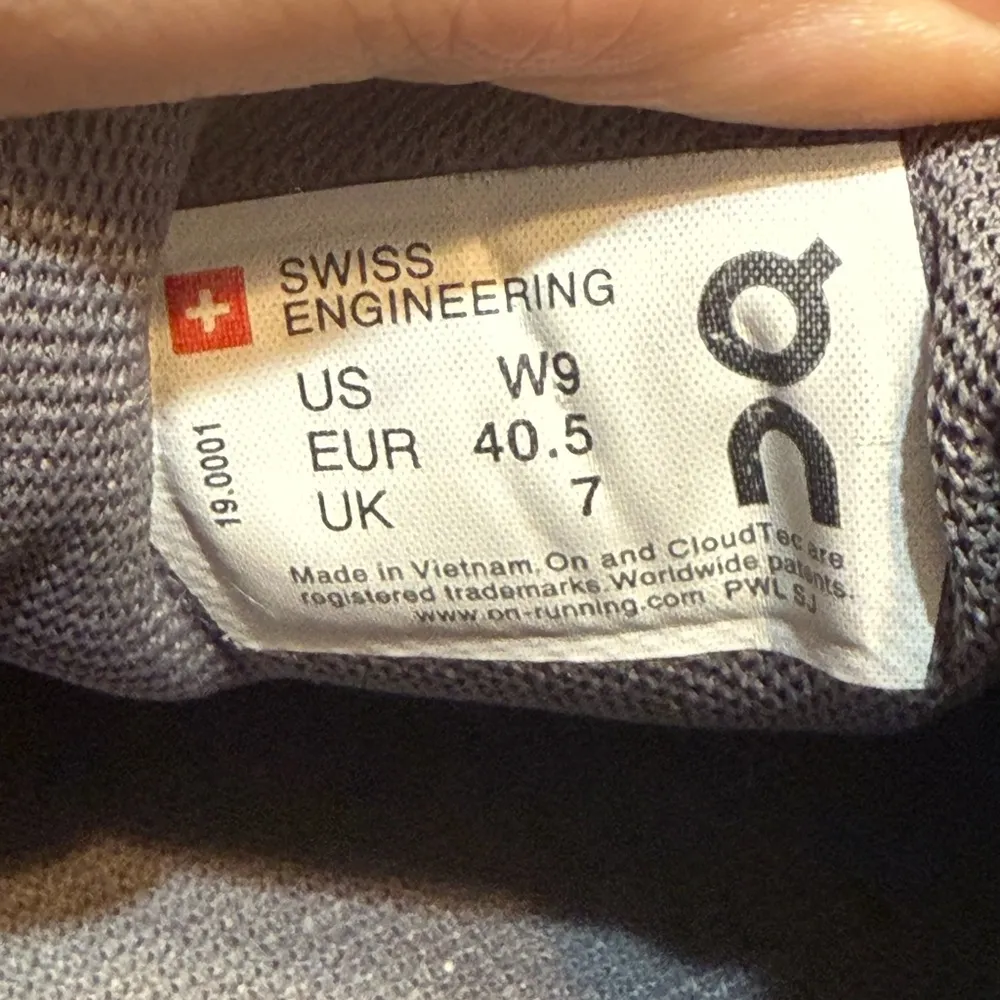 SWISS
ENGINEERING
US W9
EUR 40.5
UK 7
19.0001
Made in Vietnam. On and CloudTec are
registered trademarks. Worldwide patents.
www.on-running.com PWL SJ
On